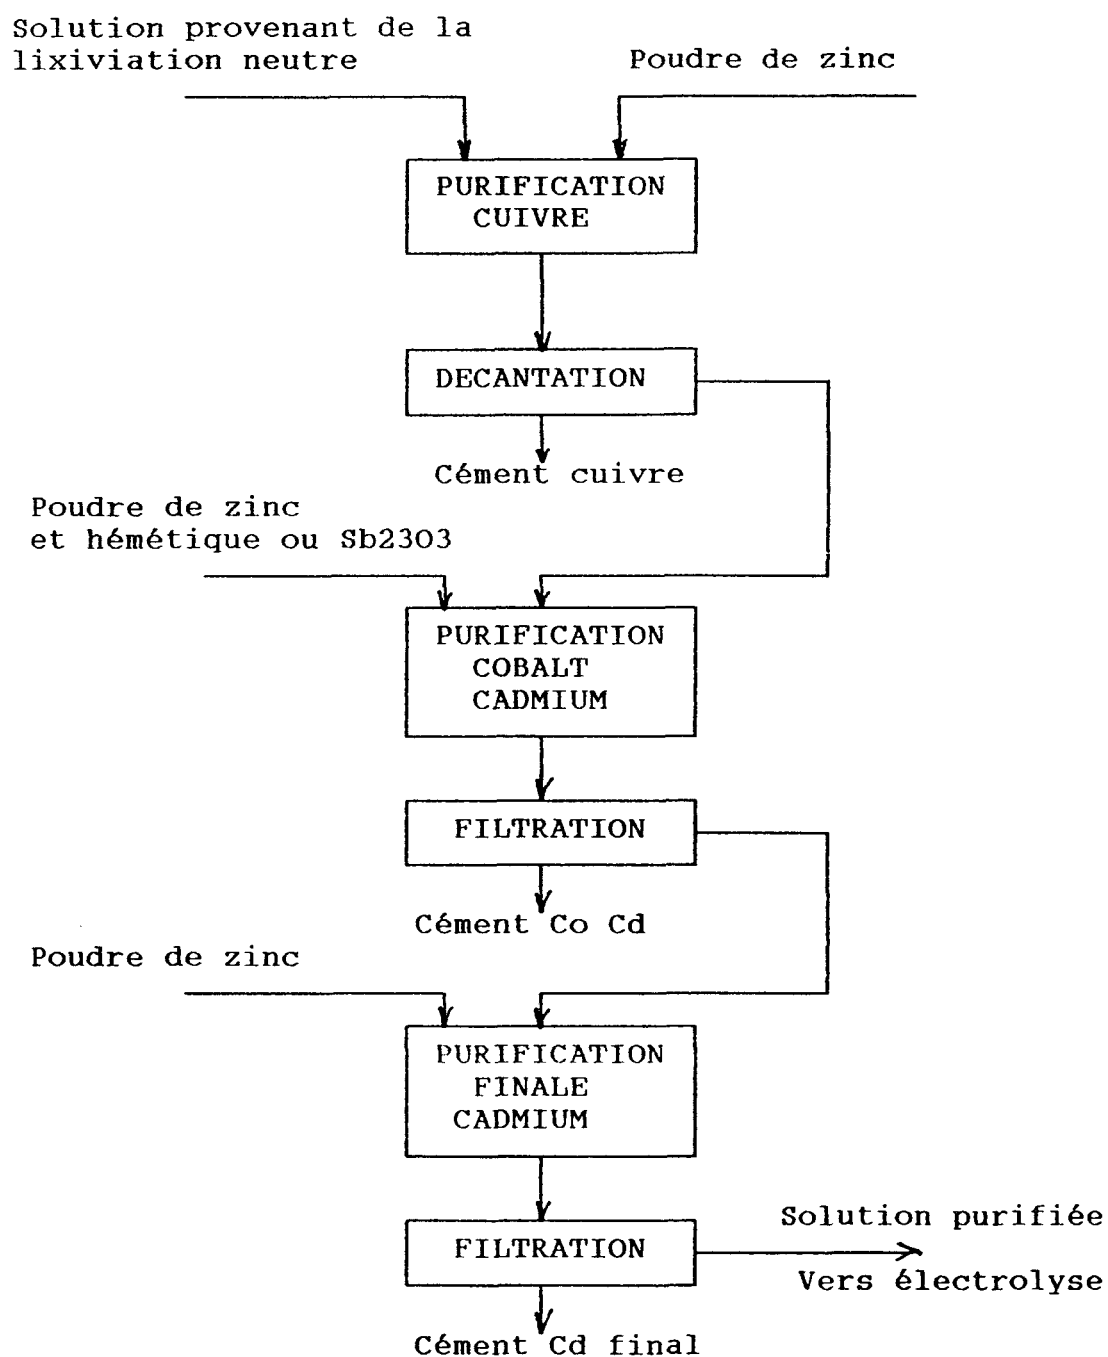 Solution provenant de la
lixiviation neutre
Poudre de zinc
PURIFICATION
CUIVRE
DECANTATION
Cément cuivre
Poudre de zinc
et hémétique ou Sb2303
PURIFICATION
COBALT
CADMIUM
FILTRATION
Cément Co Cd
Poudre de zinc
PURIFICATION
FINALE
CADMIUM
FILTRATION
Solution purifiée
Vers électrolyse
Cément Cd final